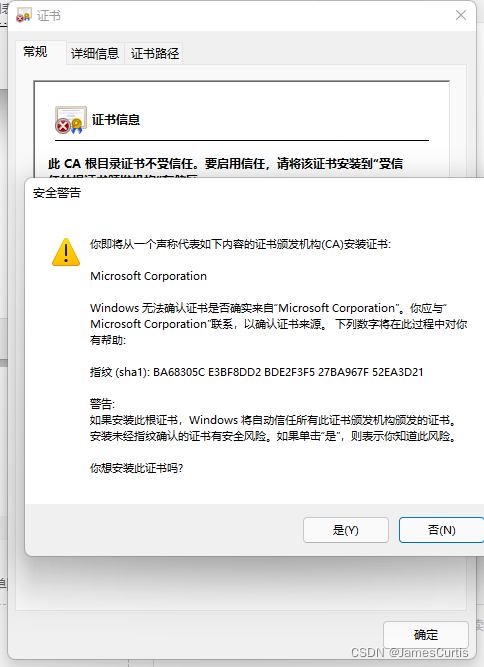 证书
常规
详细信息
证书路径
证书信息
此 CA 根目录证书不受信任。要启用信任，请将该证书安装到"受信
安全警告
你即将从一个声称代表如下内容的证书颁发机构(CA)安装证书:
Microsoft Corporation
Windows 无法确认证书是否确实来自"Microsoft Corporation"。你应与"
Microsoft Corporation"联系，以确认证书来源。 下列数字将在此过程中对你
有帮助:
指纹 (sha1): BA68305C E3BF8DD2 BDE2F3F5 27BA967F 52EA3D21
警告:
如果安装此根证书，Windows 将自动信任所有此证书颁发机构颁发的证书。
安装未经指纹确认的证书有安全风险。如果单击"是"，则表示你知道此风险。
你想安装此证书吗?
是(Y)
否(N)
确定
CSDN @JamesCurtis